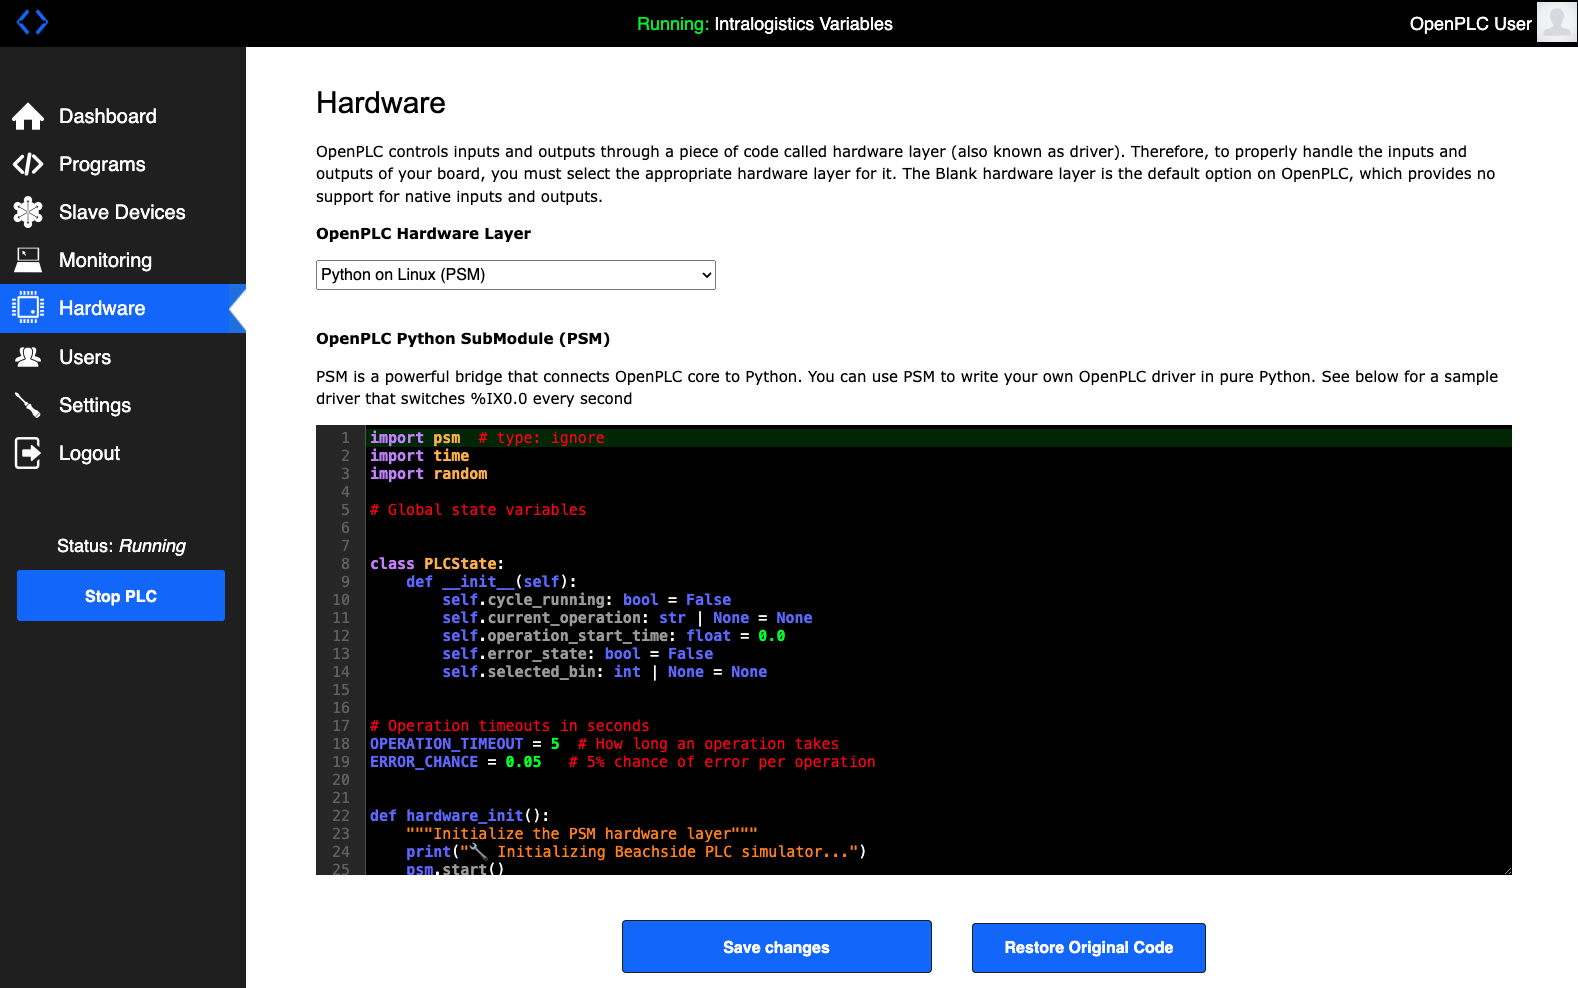 Running: Intralogistics Variables
OpenPLC User
Dashboard
Programs
Slave Devices
Monitoring
Hardware
Users
Settings
Logout
Status: Running
Stop PLC
Hardware
OpenPLC controls inputs and outputs through a piece of code called hardware layer (also known as driver). Therefore, to properly handle the inputs and
outputs of your board, you must select the appropriate hardware layer for it. The Blank hardware layer is the default option on OpenPLC, which provides no
support for native inputs and outputs.
OpenPLC Hardware Layer
Python on Linux (PSM)
OpenPLC Python SubModule (PSM)
PSM is a powerful bridge that connects OpenPLC core to Python. You can use PSM to write your own OpenPLC driver in pure Python. See below for a sample
driver that switches %IX0.0 every second
1 import psm  # type: ignore
2 import time
3 import random
4
5 # Global state variables
6
7
8 class PLCState:
9     def __init__(self):
10         self.cycle_running: bool = False
11         self.current_operation: str | None = None
12         self.operation_start_time: float = 0.0
13         self.error_state: bool = False
14         self.selected_bin: int | None = None
15
16
17 # Operation timeouts in seconds
18 OPERATION_TIMEOUT = 5  # How long an operation takes
19 ERROR_CHANCE = 0.05   # 5% chance of error per operation
20
21
22 def hardware_init():
23     """Initialize the PSM hardware layer"""
24     print("🔧 Initializing Beachside PLC simulator...")
25     psm.start()
Save changes
Restore Original Code